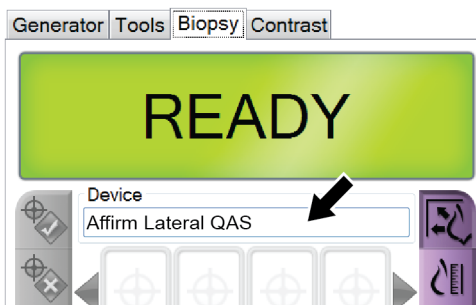 Generator Tools Biopsy Contrast
READY
Device
Affirm Lateral QAS